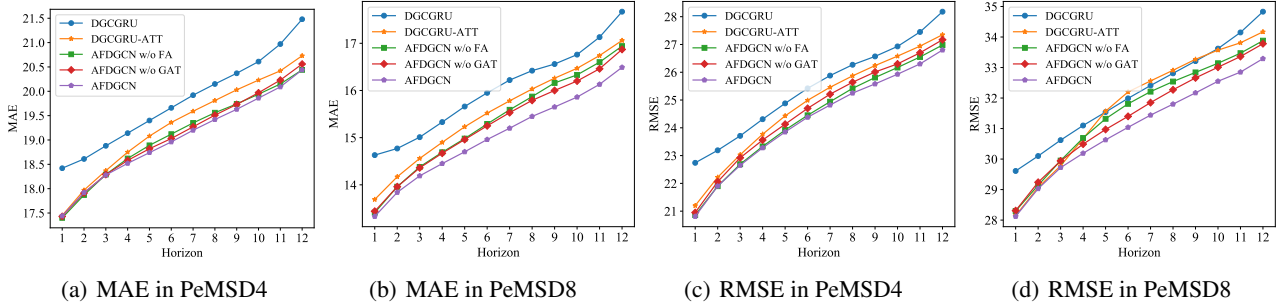 DGCGRU
DGCGRU-ATT
AFDGCN w/o FA
AFDGCN w/o GAT
AFDGCN
MAE
21.5
21.0
20.5
20.0
19.5
19.0
18.5
18.0
17.5
1 2 3 4 5 6 7 8 9 10 11 12
Horizon
(a) MAE in PeMSD4
DGCGRU
DGCGRU-ATT
AFDGCN w/o FA
AFDGCN w/o GAT
AFDGCN
MAE
17
16
15
14
1 2 3 4 5 6 7 8 9 10 11 12
Horizon
(b) MAE in PeMSD8
DGCGRU
DGCGRU-ATT
AFDGCN w/o FA
AFDGCN w/o GAT
AFDGCN
RMSE
28
27
26
25
24
23
22
21
1 2 3 4 5 6 7 8 9 10 11 12
Horizon
(c) RMSE in PeMSD4
DGCGRU
DGCGRU-ATT
AFDGCN w/o FA
AFDGCN w/o GAT
AFDGCN
RMSE
35
34
33
32
31
30
29
28
1 2 3 4 5 6 7 8 9 10 11 12
Horizon
(d) RMSE in PeMSD8